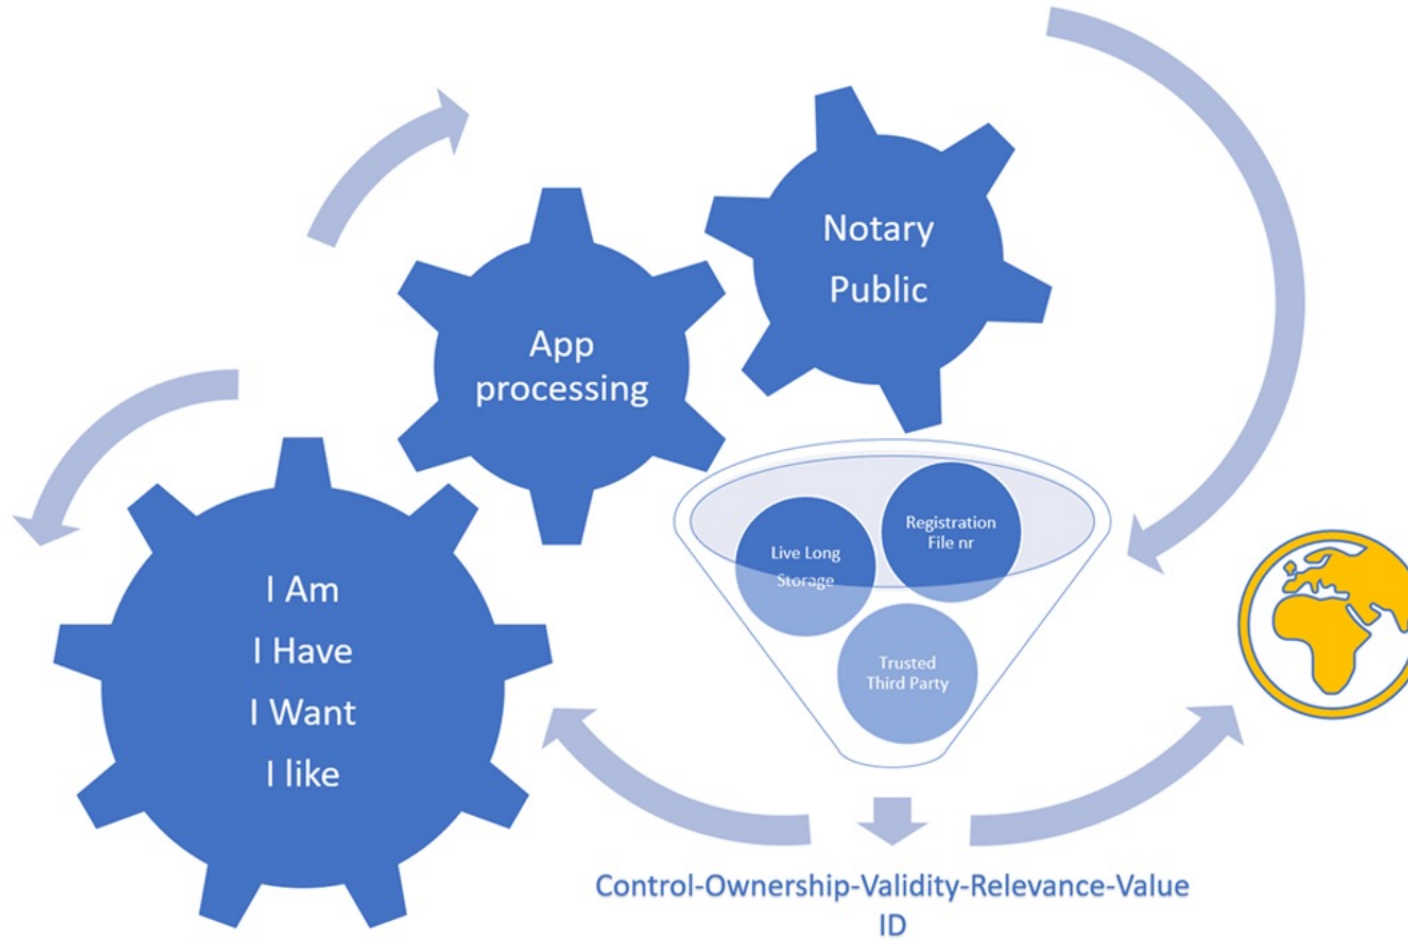 Notary
Public
App
processing
Registration
File nr
Live Long
Storage
I Am
I Have
I Want
I like
Trusted
Third Party
Control-Ownership-Validity-Relevance-Value
ID